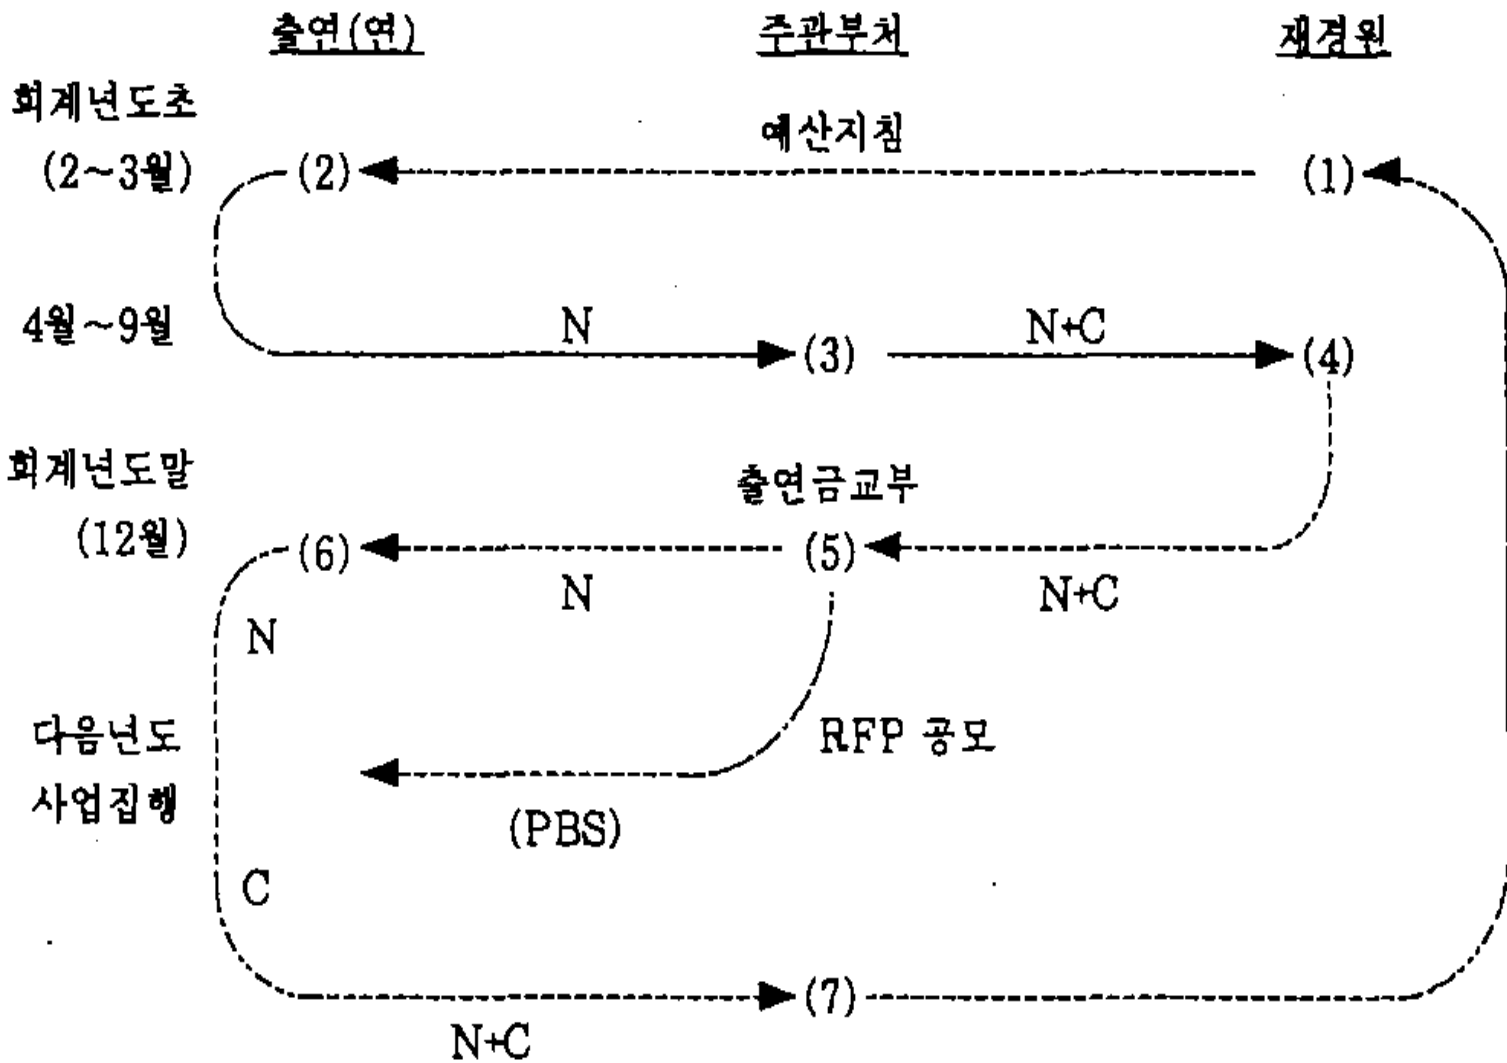 출연(연) 주관부처 재경원
회계년도초
예산지침
(2~3월) (2) (1)
4월~9월 N (3) N+C (4)
회계년도말
출연금교부
(12월) (6) (5)
N N N+C
다음년도 RFP 공모
사업집행
(PBS)
C
(7)
N+C